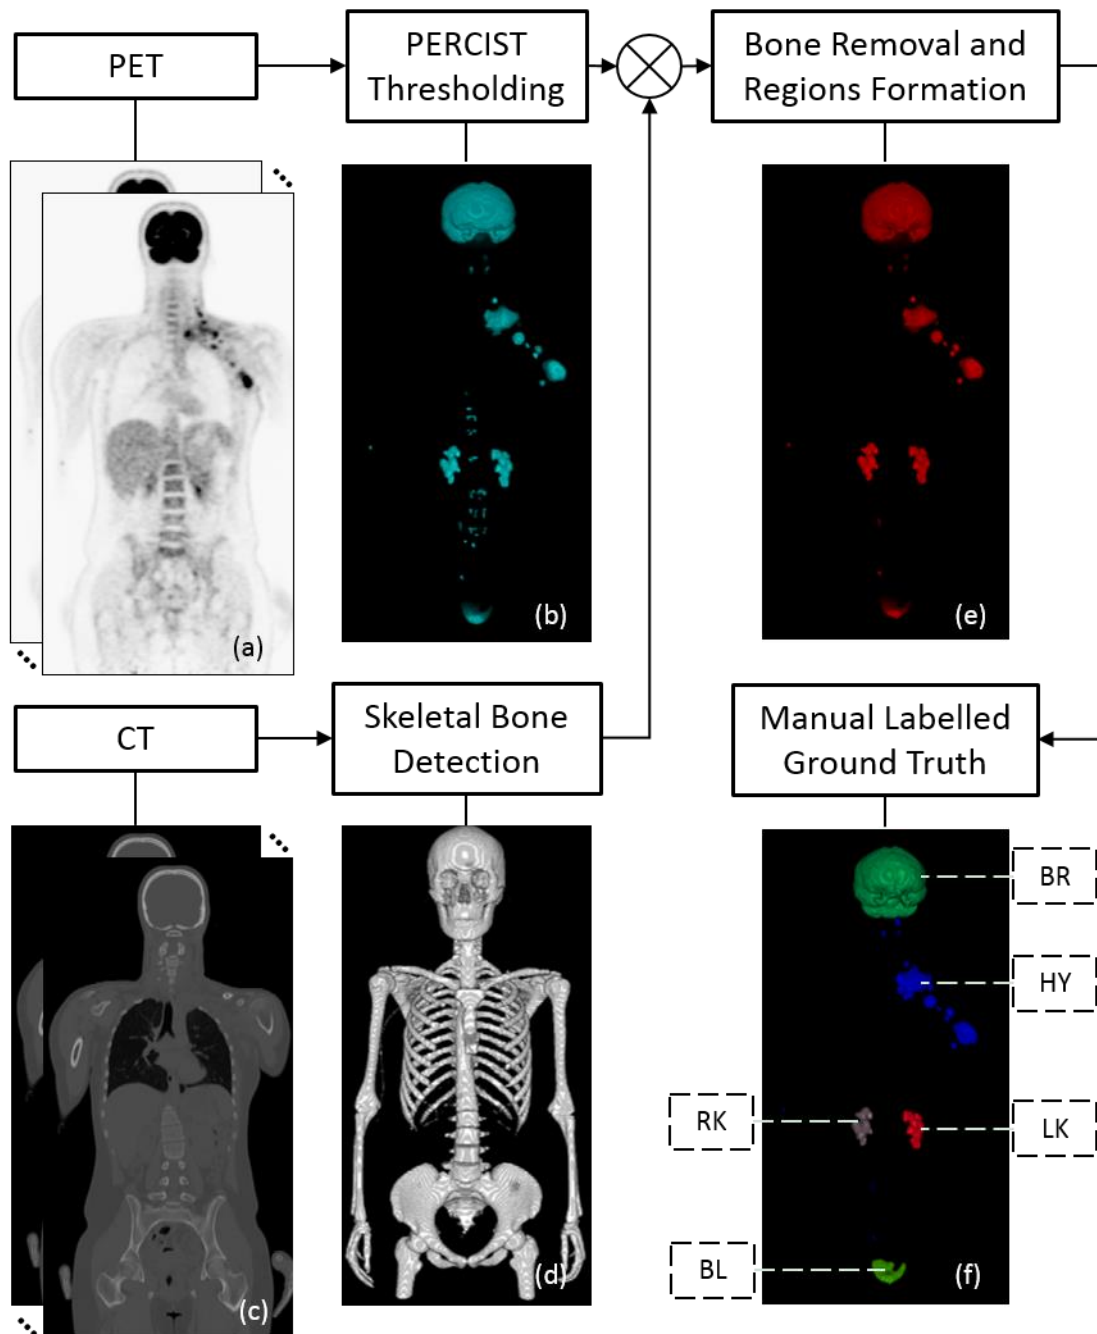 PET
PERCIST
Thresholding
Bone Removal and
Regions Formation
(a)
(b)
(e)
CT
Skeletal Bone
Detection
Manual Labelled
Ground Truth
(c)
(d)
BR
HY
RK
LK
BL
(f)